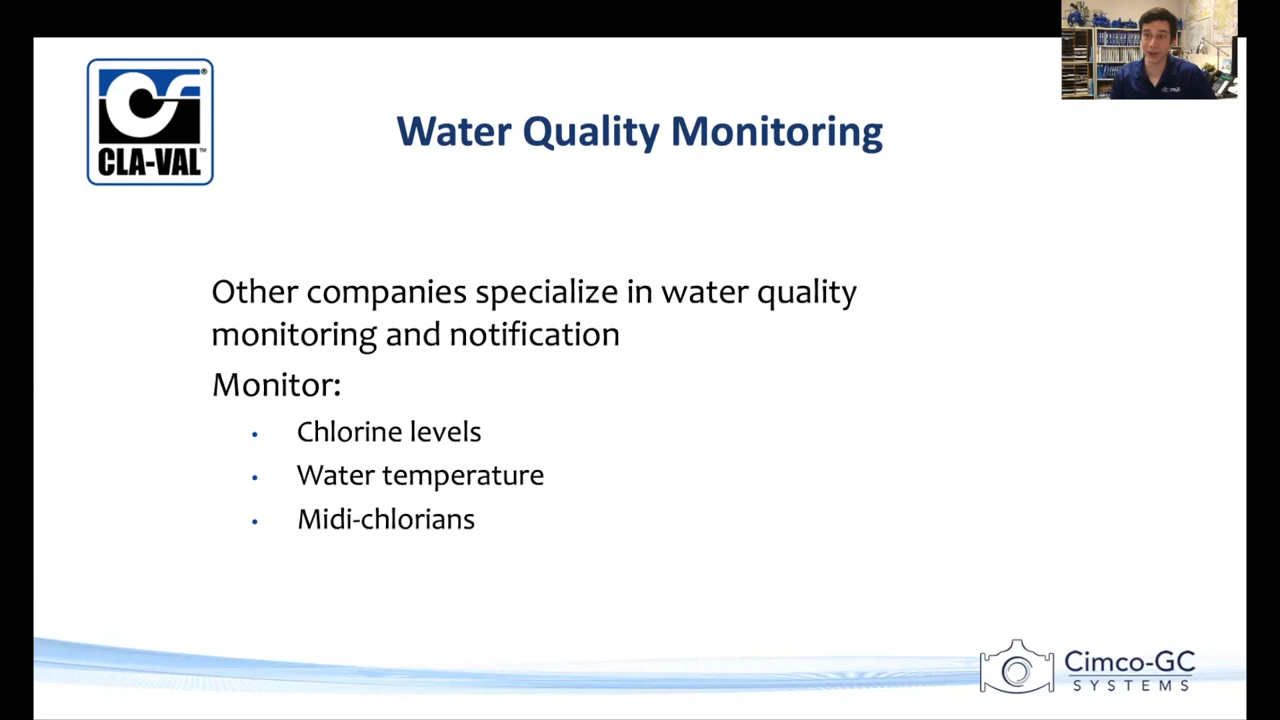 CLA-VAL
Water Quality Monitoring
Other companies specialize in water quality
monitoring and notification
Monitor:
• Chlorine levels
• Water temperature
• Midi-chlorians
Cimco-GC
SYSTEMS